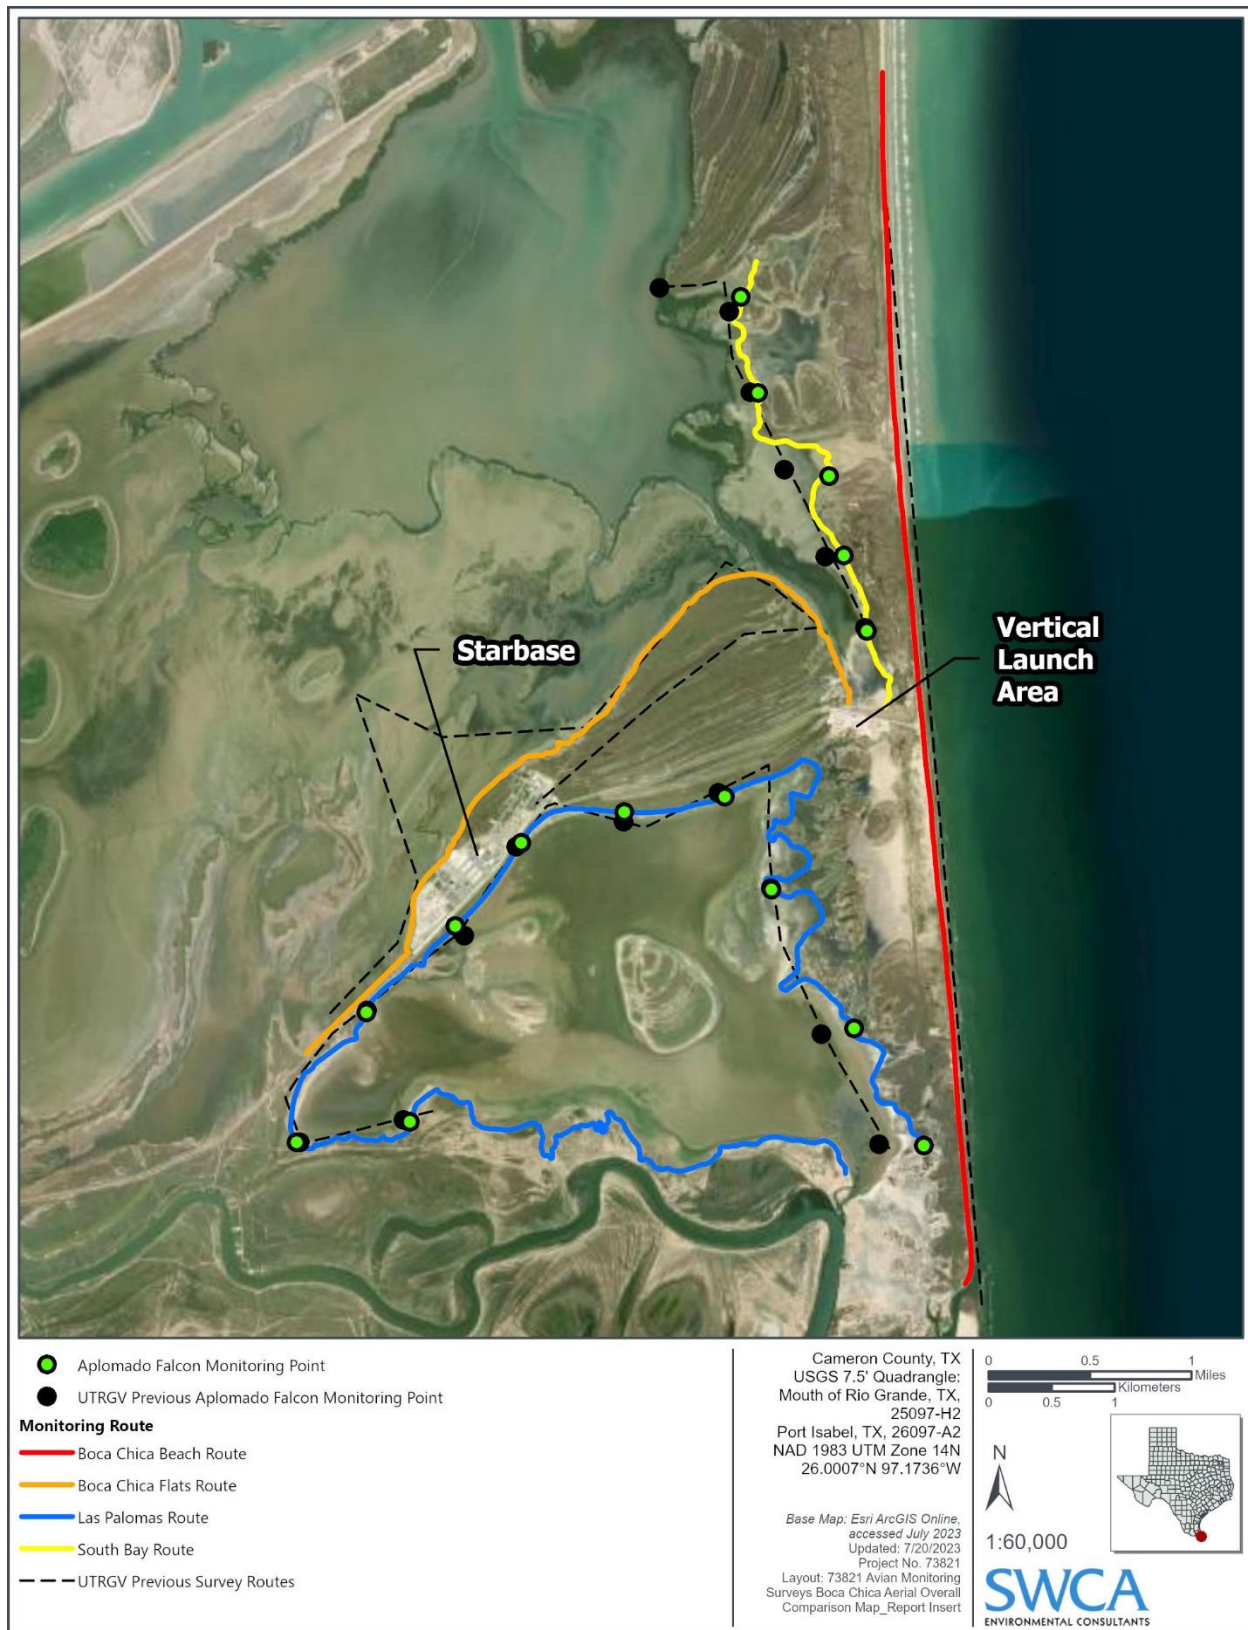 Starbase
Vertical
Launch
Area
Aplomado Falcon Monitoring Point
UTRGV Previous Aplomado Falcon Monitoring Point
Monitoring Route
Boca Chica Beach Route
Boca Chica Flats Route
Las Palomas Route
South Bay Route
UTRGV Previous Survey Routes
Cameron County, TX
USGS 7.5' Quadrangle:
Mouth of Rio Grande, TX,
25097-H2
Port Isabel, TX, 26097-A2
NAD 1983 UTM Zone 14N
26.0007°N 97.1736°W
Base Map: Esri ArcGIS Online,
accessed July 2023
Updated: 7/20/2023
Project No. 73821
Layout: 73821 Avian Monitoring
Surveys Boca Chica Aerial Overall
Comparison Map_Report Insert
0 0.5 1
Miles
Kilometers
0 0.5 1
N
1:60,000
SWCA
ENVIRONMENTAL CONSULTANTS